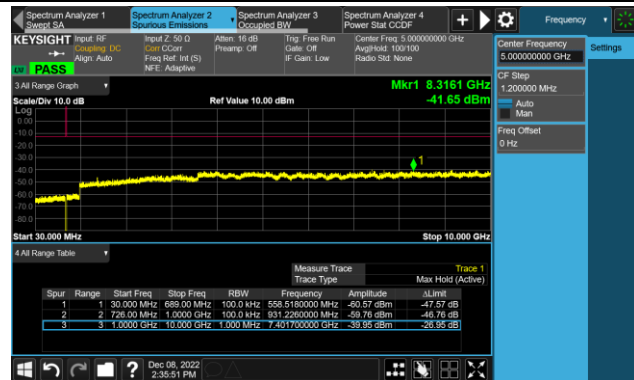 Spectrum Analyzer 1
Swept SA
Spectrum Analyzer 2
Spurious Emissions
Spectrum Analyzer 3
Occupied BW
Spectrum Analyzer 4
Power Stat CCDF
Frequency
KEYSIGHT
Input: RF
Coupling: DC
Align: Auto
Input Z: 50 Ω
Corr CCorr
Freq Ref: Int (S)
NFE: Adaptive
Atten: 16 dB
Preamp: Off
Trig: Free Run
Gate: Off
IF Gain: Low
Center Freq: 5.000000000 GHz
Avg|Hold: 100/100
Radio Std: None
LM PASS
Center Frequency
5.000000000 GHz
Settings
CF Step
1.200000 MHz
Auto
Man
Freq Offset
0 Hz
3 All Range Graph
Mkr1 8.3161 GHz
Scale/Div 10.0 dB
Ref Value 10.00 dBm
-41.65 dBm
Log
0.00
-10.0
-20.0
-30.0
-40.0
-50.0
-60.0
-70.0
-80.0
1
Start 30.000 MHz
Stop 10.000 GHz
4 All Range Table
Measure Trace Trace 1
Trace Type Max Hold (Active)
Spur Range Start Freq Stop Freq RBW Frequency Amplitude ΔLimit
1 1 30.000 MHz 689.00 MHz 100.0 kHz 558.5180000 MHz -60.57 dBm -47.57 dB
2 2 726.00 MHz 1.0000 GHz 100.0 kHz 931.2260000 MHz -59.76 dBm -46.76 dB
3 3 1.0000 GHz 10.000 GHz 1.000 MHz 7.401700000 GHz -39.95 dBm -26.95 dB
?
Dec 08, 2022
2:35:51 PM